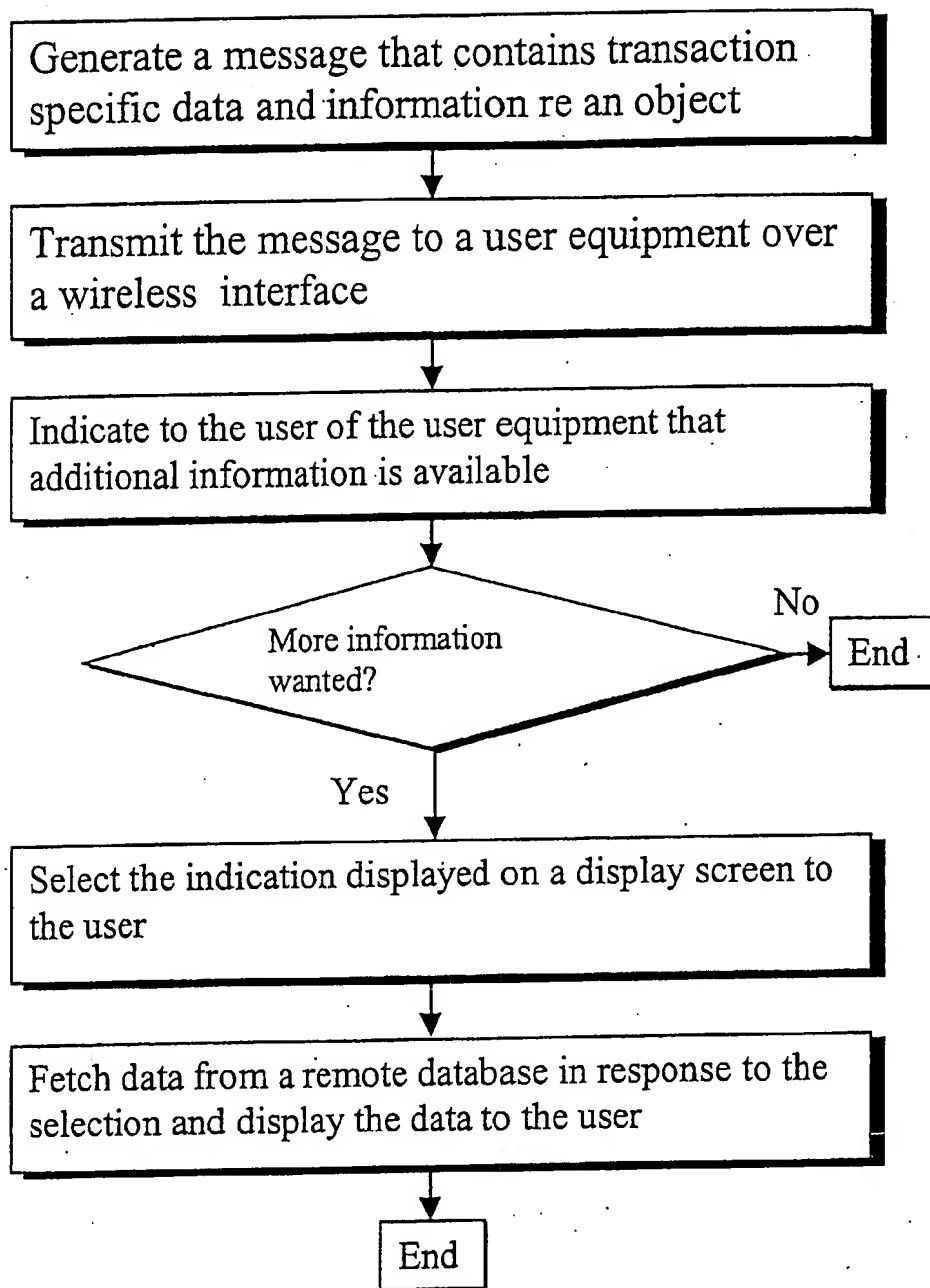 Generate a message that contains transaction
specific data and information re an object
Transmit the message to a user equipment over
a wireless interface
Indicate to the user of the user equipment that
additional information is available
More information
wanted?
No
End
Yes
Select the indication displayed on a display screen to
the user
Fetch data from a remote database in response to the
selection and display the data to the user
End